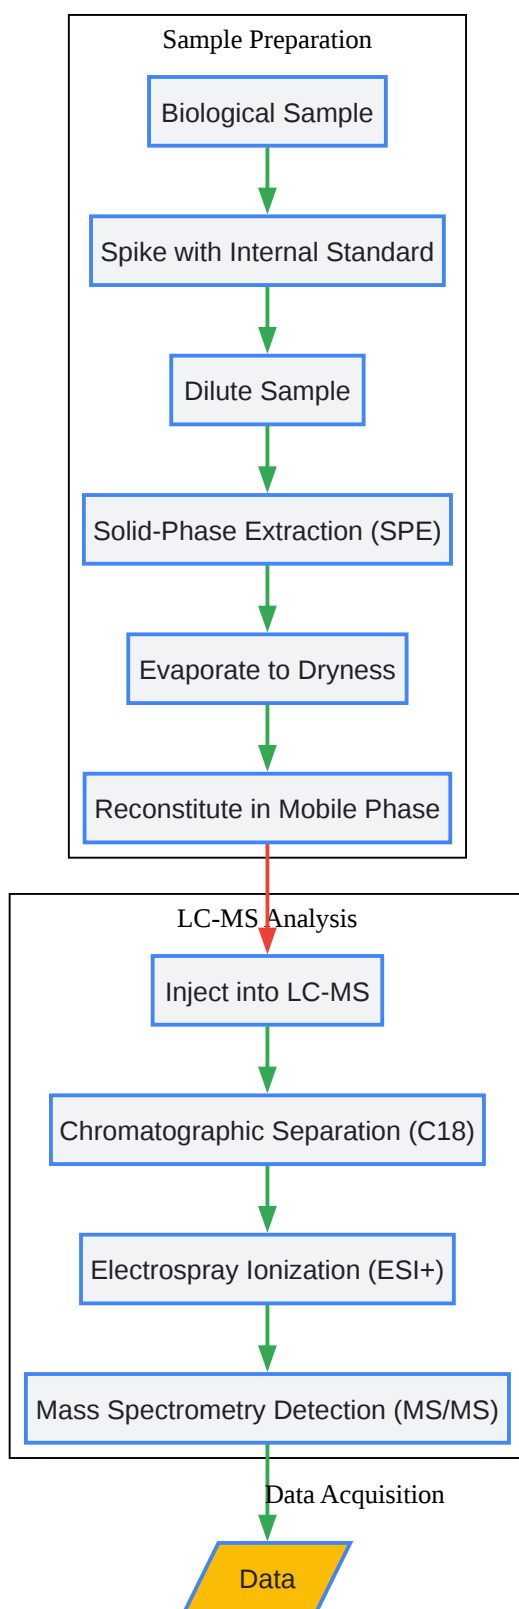 Sample Preparation
Biological Sample
Spike with Internal Standard
Dilute Sample
Solid-Phase Extraction (SPE)
Evaporate to Dryness
Reconstitute in Mobile Phase
LC-MS Analysis
Inject into LC-MS
Chromatographic Separation (C18)
Electrospray Ionization (ESI+)
Mass Spectrometry Detection (MS/MS)
Data Acquisition
Data